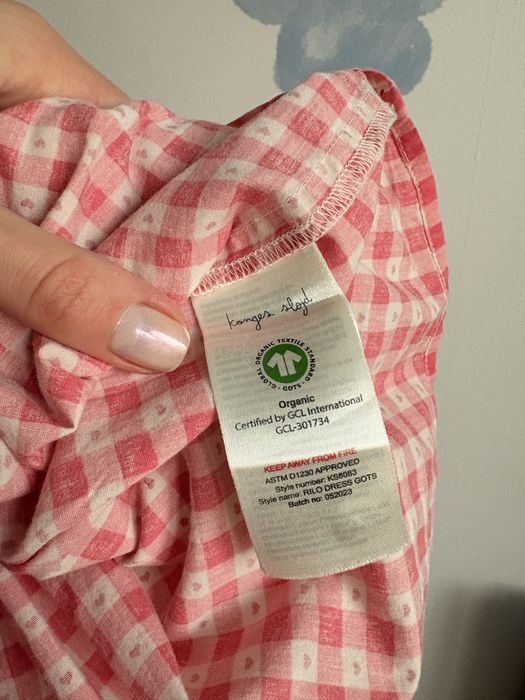 konges sløjd
GLOBAL ORGANIC TEXTILE STANDARD · GOTS ·
Organic
Certified by GCL International
GCL-301734
KEEP AWAY FROM FIRE
ASTM D1230 APPROVED
Style number: KS6083
Style name: RILO DRESS GOTS
Batch no: 052023